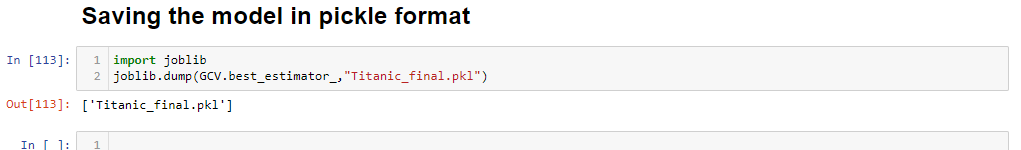 Saving the model in pickle format
In [113]: 1 import joblib
2 joblib.dump(GCV.best_estimator_,"Titanic_final.pkl")
Out[113]: ['Titanic_final.pkl']
In [ ]: 1